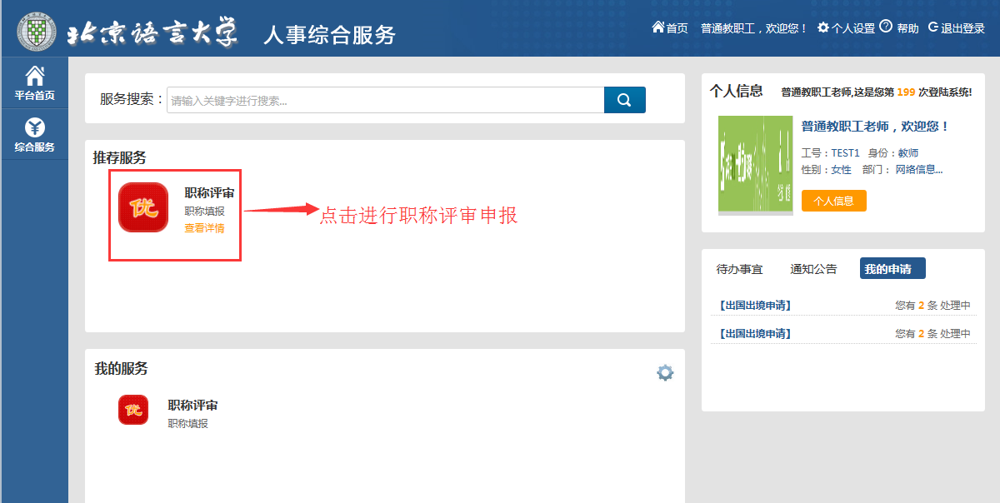 北京语言大学 人事综合服务
首页 普通教职工，欢迎您！ 个人设置 ? 帮助 退出登录
平台首页
综合服务
服务搜索： 请输入关键字进行搜索...
推荐服务
优
职称评审
职称填报
查看详情
点击进行职称评审申报
我的服务
优
职称评审
职称填报
个人信息 普通教职工老师,这是您第 199 次登陆系统!
普通教职工老师，欢迎您！
工号：TEST1 身份：教师
性别：女性 部门： 网络信息...
个人信息
待办事宜 通知公告 我的申请
【出国出境申请】 您有 2 条 处理中
【出国出境申请】 您有 2 条 处理中